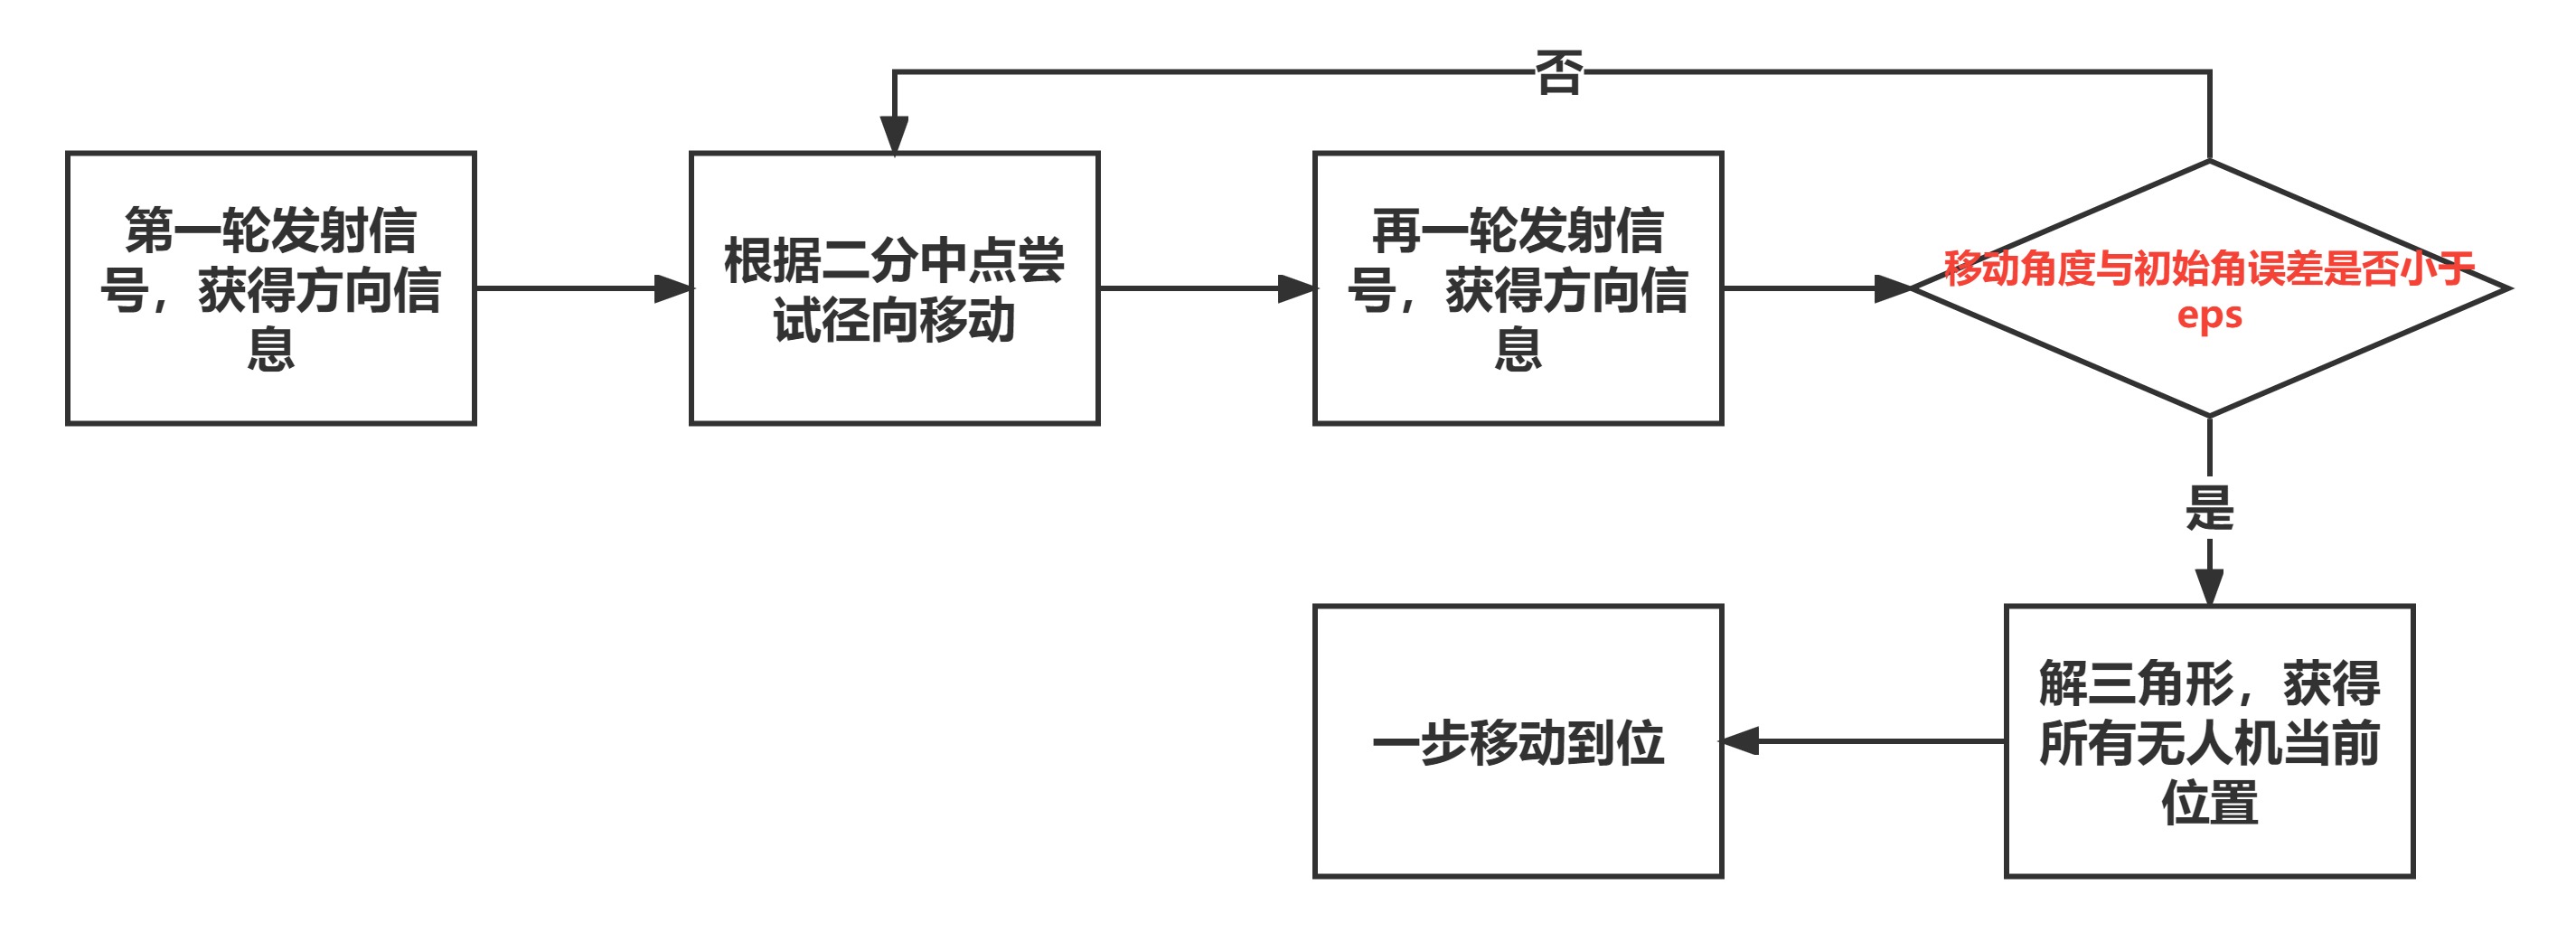 否
第一轮发射信
号，获得方向信
息
根据二分中点尝
试径向移动
再一轮发射信
号，获得方向信
息
移动角度与初始角误差是否小于
eps
是
解三角形，获得
所有无人机当前
位置
一步移动到位